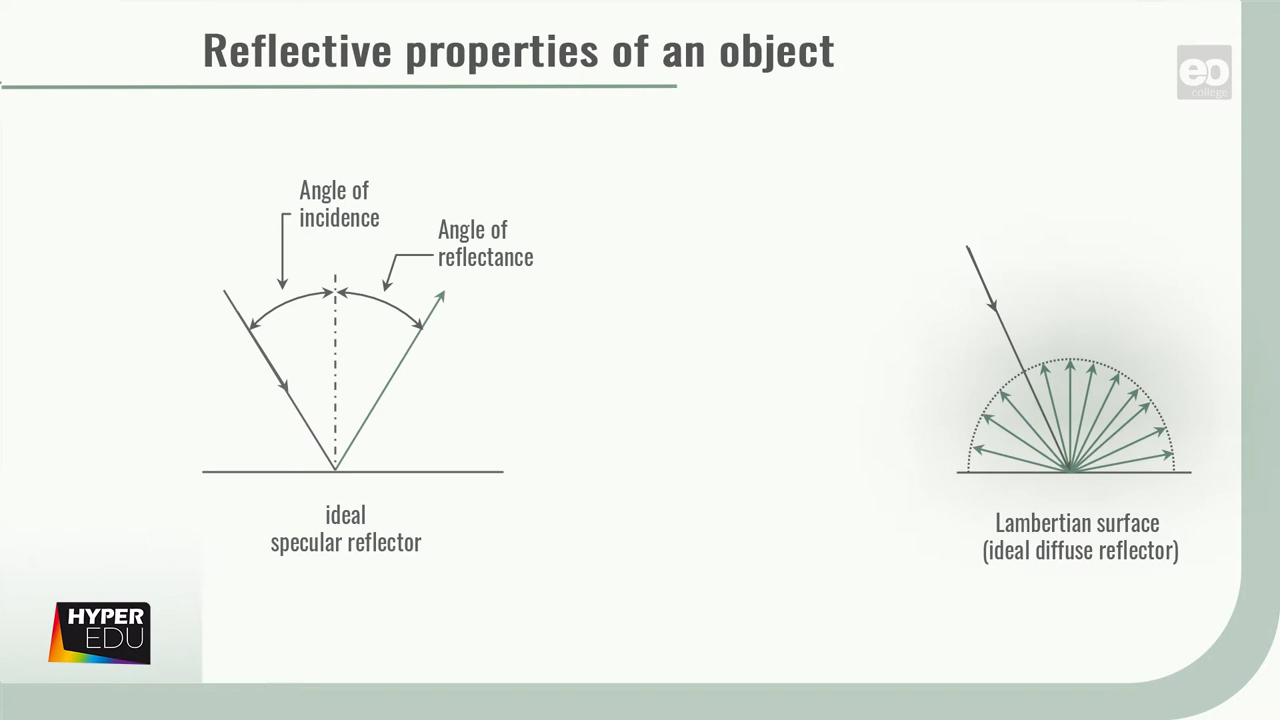 Reflective properties of an object
eo
college
Angle of
incidence
Angle of
reflectance
ideal
specular reflector
Lambertian surface
(ideal diffuse reflector)
HYPER
EDU